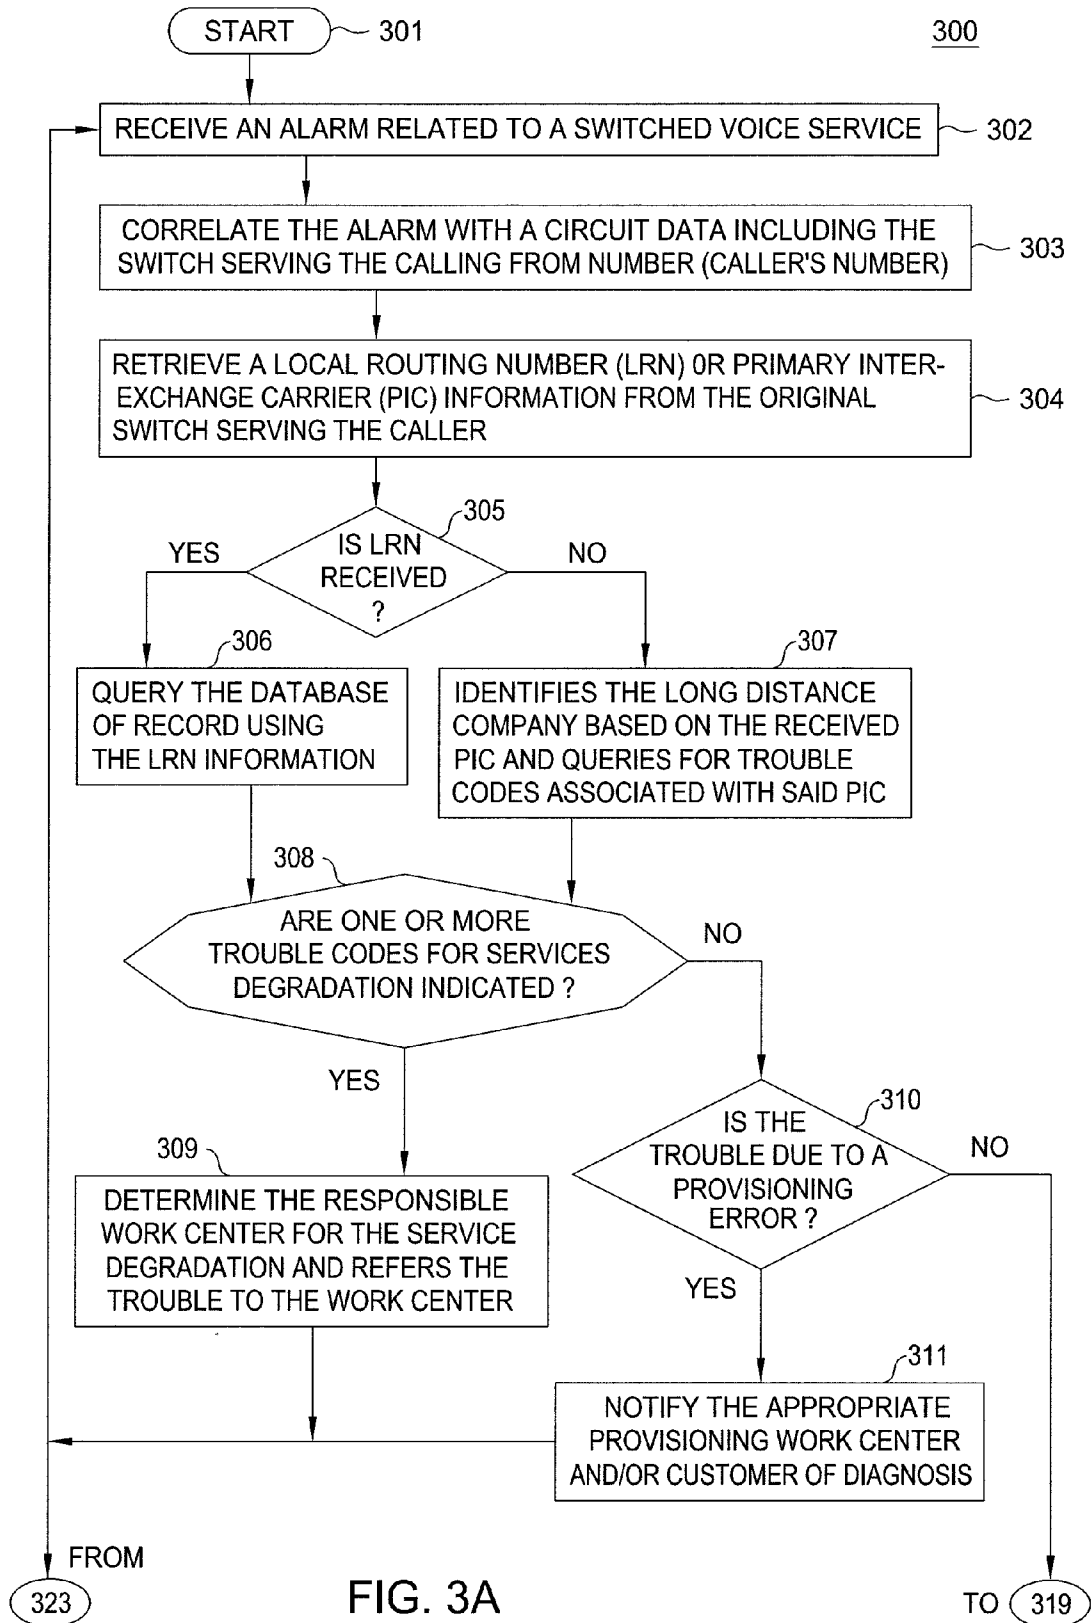 START
301
300
RECEIVE AN ALARM RELATED TO A SWITCHED VOICE SERVICE
302
CORRELATE THE ALARM WITH A CIRCUIT DATA INCLUDING THE
SWITCH SERVING THE CALLING FROM NUMBER (CALLER'S NUMBER)
303
RETRIEVE A LOCAL ROUTING NUMBER (LRN) 0R PRIMARY INTER-
EXCHANGE CARRIER (PIC) INFORMATION FROM THE ORIGINAL
SWITCH SERVING THE CALLER
304
305
IS LRN
RECEIVED
?
YES
NO
306
QUERY THE DATABASE
OF RECORD USING
THE LRN INFORMATION
307
IDENTIFIES THE LONG DISTANCE
COMPANY BASED ON THE RECEIVED
PIC AND QUERIES FOR TROUBLE
CODES ASSOCIATED WITH SAID PIC
308
ARE ONE OR MORE
TROUBLE CODES FOR SERVICES
DEGRADATION INDICATED ?
NO
YES
310
IS THE
TROUBLE DUE TO A
PROVISIONING
ERROR ?
NO
YES
309
DETERMINE THE RESPONSIBLE
WORK CENTER FOR THE SERVICE
DEGRADATION AND REFERS THE
TROUBLE TO THE WORK CENTER
311
NOTIFY THE APPROPRIATE
PROVISIONING WORK CENTER
AND/OR CUSTOMER OF DIAGNOSIS
FROM
323
FIG. 3A
TO
319